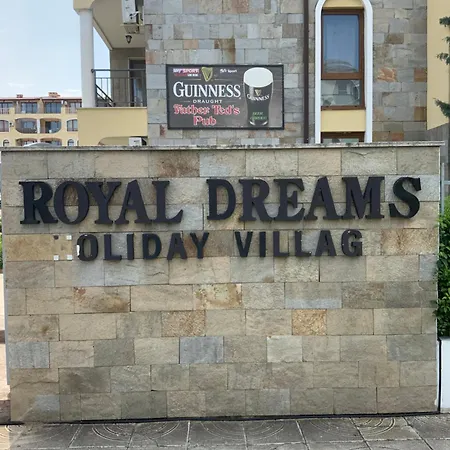 GUINNESS
DRAUGHT
Father Ted's
Pub
ROYAL DREAMS
OLIDAY VILLAG